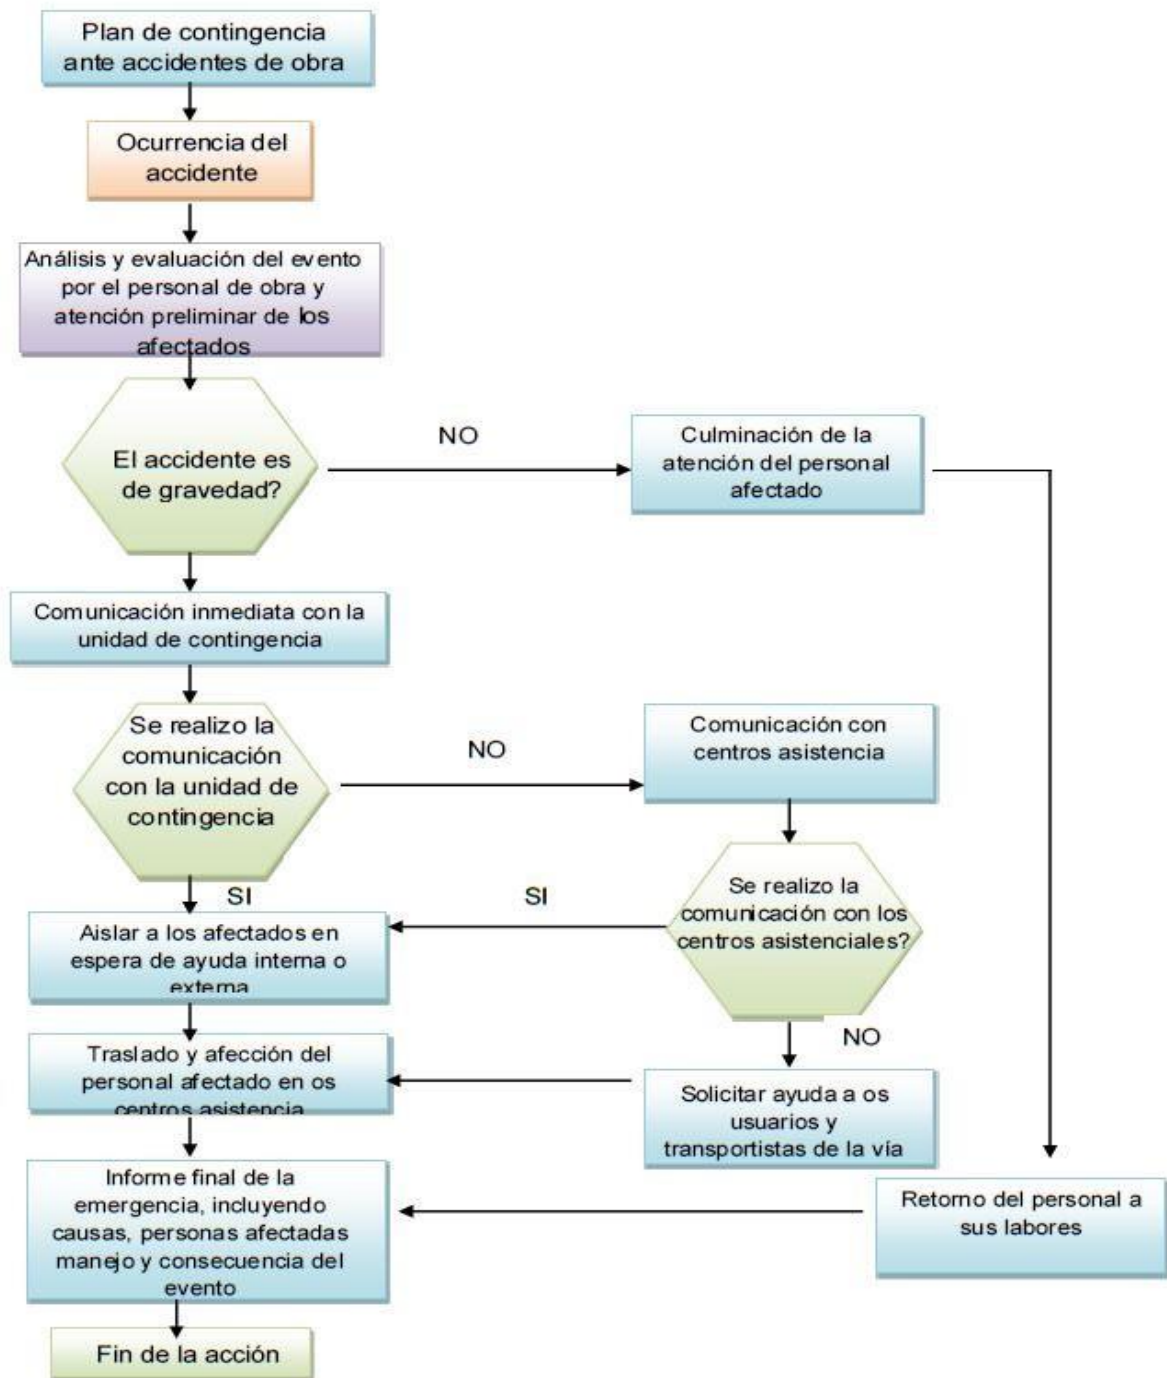 Plan de contingencia
ante accidentes de obra
Ocurrencia del
accidente
Análisis y evaluación del evento
por el personal de obra y
atención preliminar de los
afectados
El accidente es
de gravedad?
NO
Culminación de la
atención del personal
afectado
Comunicación inmediata con la
unidad de contingencia
Se realizo la
comunicación
con la unidad de
contingencia
NO
Comunicación con
centros asistencia
SI
Se realizo la
comunicación con los
centros asistenciales?
SI
Aislar a los afectados en
espera de ayuda interna o
externa
NO
Traslado y afección del
personal afectado en os
centros asistencia
Solicitar ayuda a os
usuarios y
transportistas de la vía
Informe final de la
emergencia, incluyendo
causas, personas afectadas
manejo y consecuencia del
evento
Retorno del personal a
sus labores
Fin de la acción